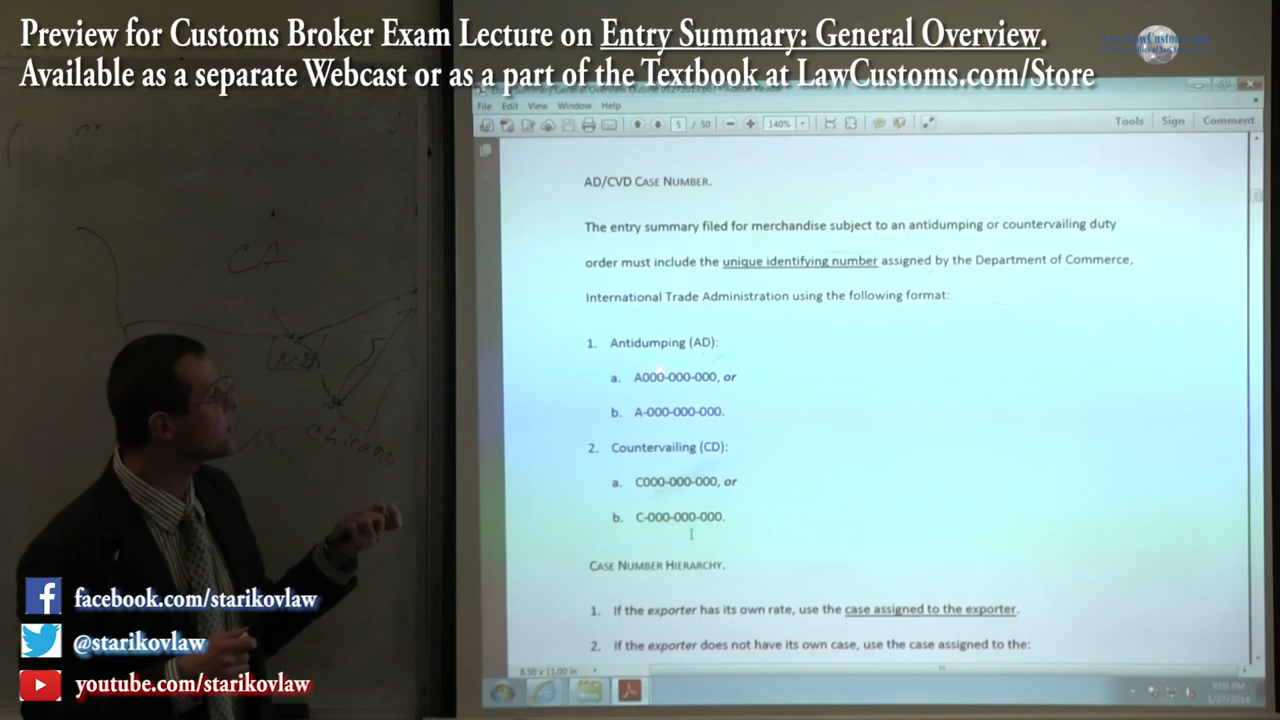 Preview for Customs Broker Exam Lecture on Entry Summary: General Overview.
Available as a separate Webcast or as a part of the Textbook at LawCustoms.com/Store
File Edit View Window Help
5 / 50
140%
Tools Sign Comment
AD/CVD CASE NUMBER.
The entry summary filed for merchandise subject to an antidumping or countervailing duty
order must include the unique identifying number assigned by the Department of Commerce,
International Trade Administration using the following format:
1. Antidumping (AD):
a. A000-000-000, or
b. A-000-000-000.
2. Countervailing (CD):
a. C000-000-000, or
b. C-000-000-000.
CASE NUMBER HIERARCHY.
1. If the exporter has its own rate, use the case assigned to the exporter.
2. If the exporter does not have its own case, use the case assigned to the:
8.50 x 11.00 in
CA
Chicago
facebook.com/starikovlaw
@starikovlaw
youtube.com/starikovlaw